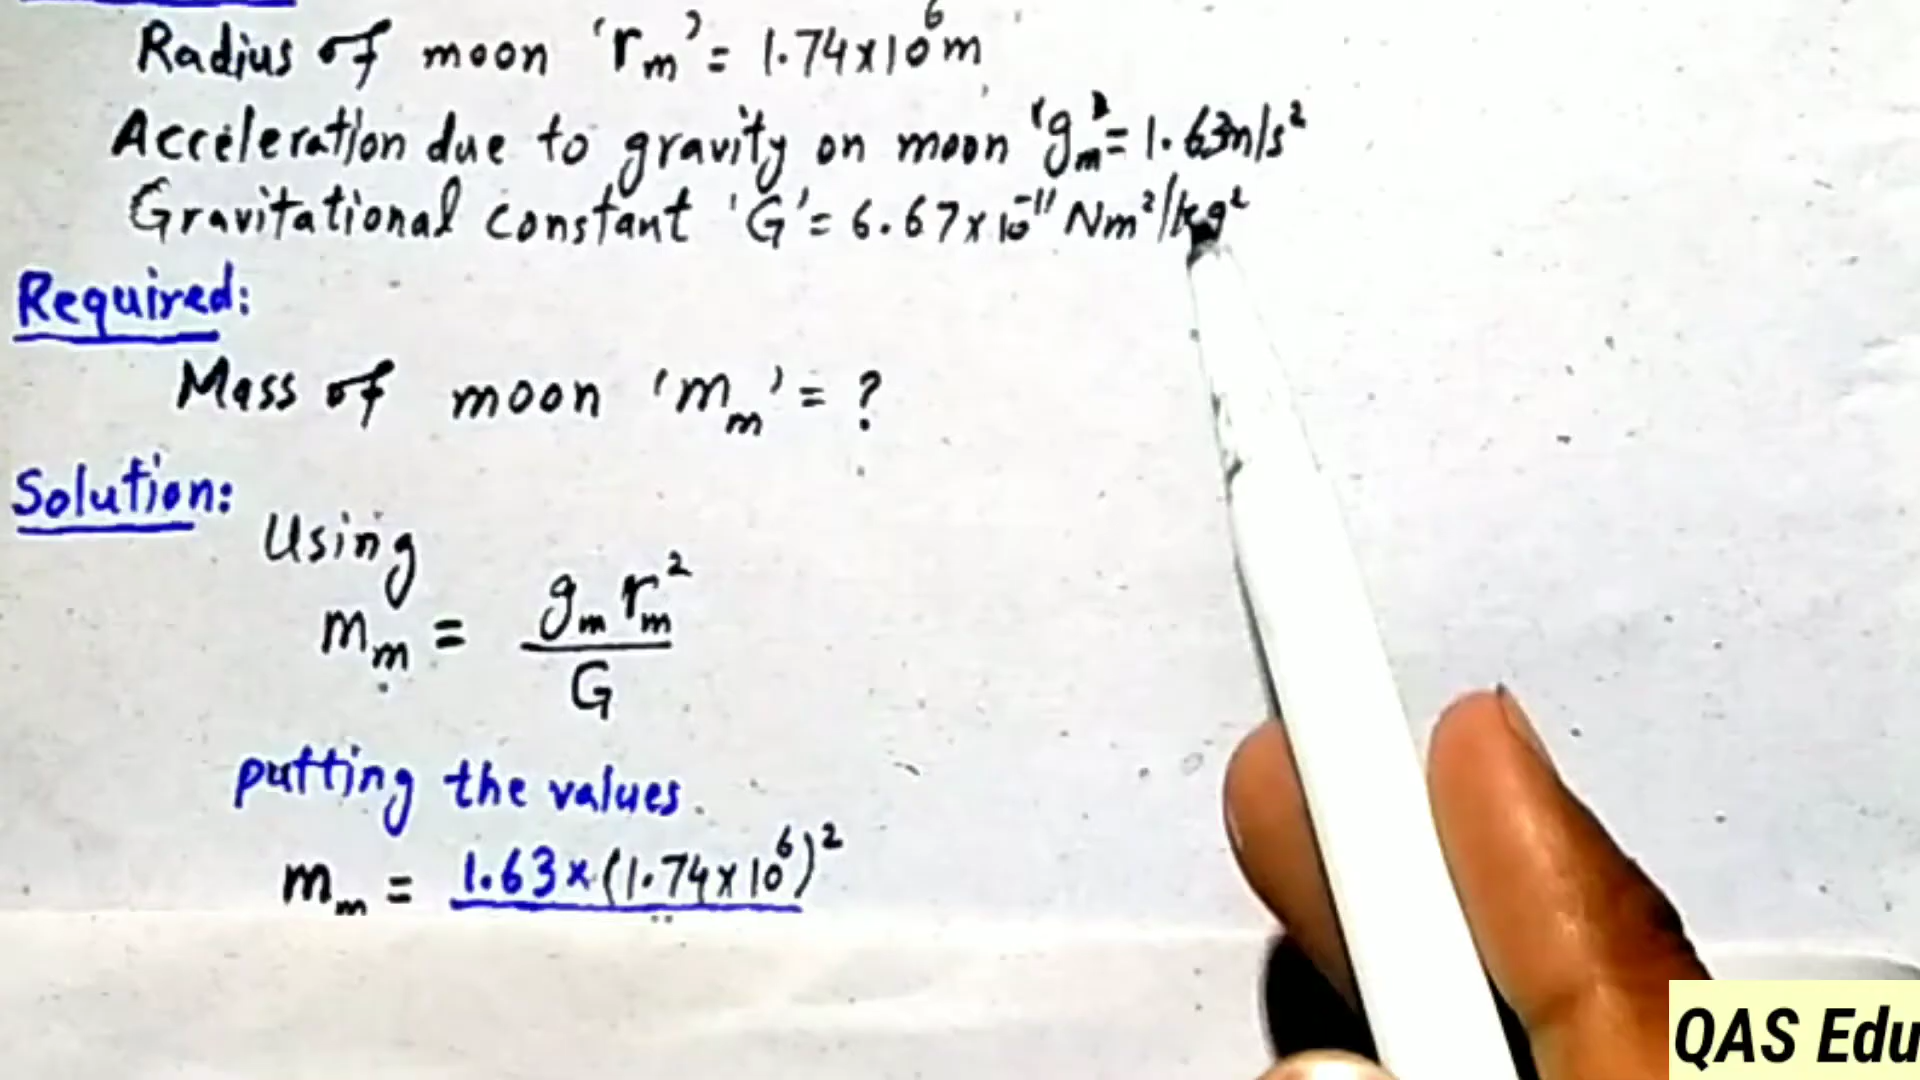 Radius of moon 'rm' = 1.74x10⁶m
Acceleration due to gravity on moon 'gm' = 1.63m/s²
Gravitational constant 'G' = 6.67x10⁻¹¹ Nm²/kg²
Required:
Mass of moon 'mm' = ?
Solution:
Using
mm = gm rm²
G
putting the values.
mm = 1.63x(1.74x10⁶)²
QAS Edu